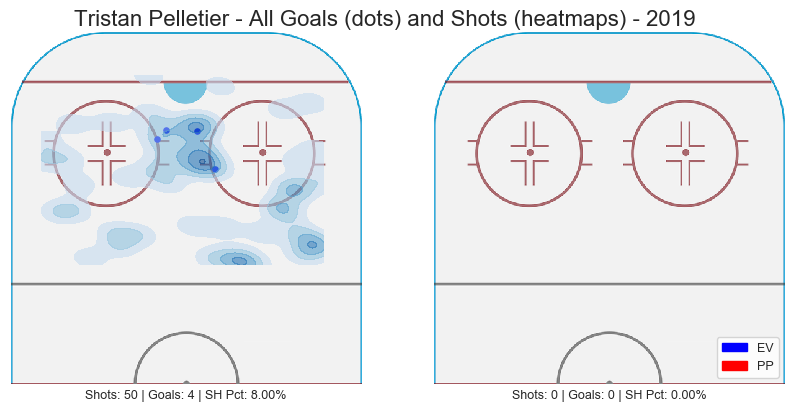 Tristan Pelletier - All Goals (dots) and Shots (heatmaps) - 2019
EV
PP
Shots: 50 | Goals: 4 | SH Pct: 8.00%
Shots: 0 | Goals: 0 | SH Pct: 0.00%